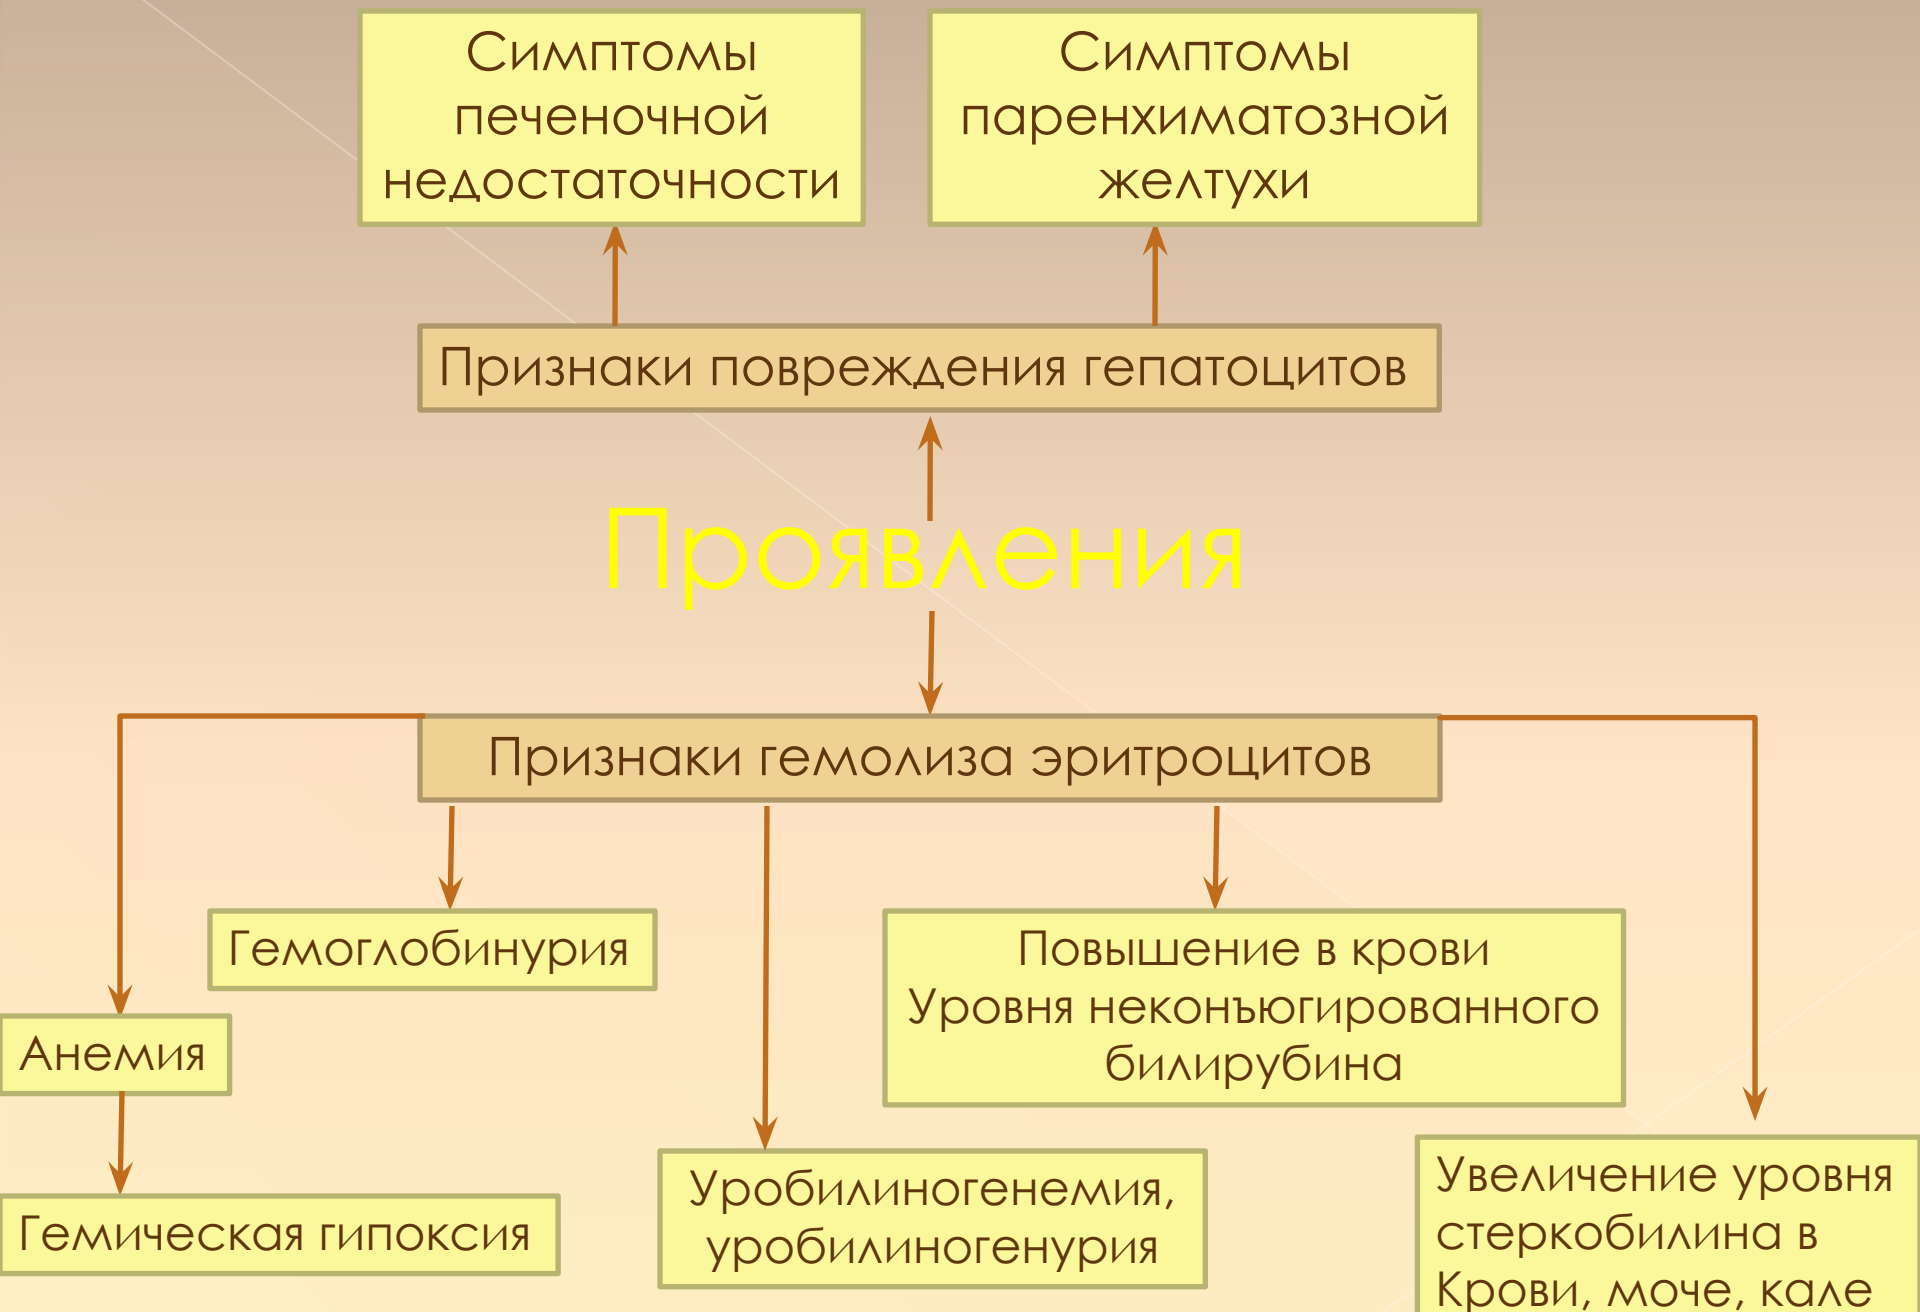 Симптомы
печеночной
недостаточности
Симптомы
паренхиматозной
желтухи
Признаки повреждения гепатоцитов
Проявления
Признаки гемолиза эритроцитов
Гемоглобинурия
Повышение в крови
Уровня неконъюгированного
билирубина
Анемия
Гемическая гипоксия
Уробилиногенемия,
уробилиногенурия
Увеличение уровня
стеркобилина в
Крови, моче, кале